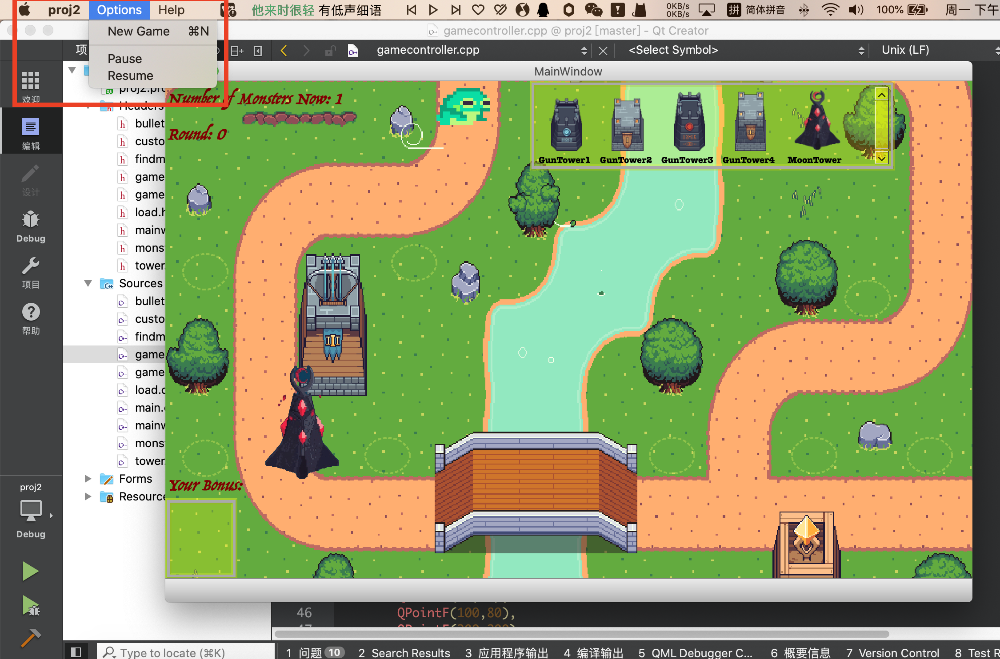 proj2 Options Help 他来时很轻 有低声细语 0KB/s 0KB/s 拼 简体拼音 100% 周一 下午
New Game ⌘N
Pause
Resume
gamecontroller.cpp @ proj2 [master] - Qt Creator
项 gamecontroller.cpp <Select Symbol> Unix (LF)
MainWindow
欢迎
编辑
设计
Debug
项目
帮助
proj2
Debug
proj2.pro
Headers
bullet
custo
findm
game
game
load.h
mainw
monst
tower.
Sources
bullet
custo
findm
game
game
load.c
main.c
mainw
monst
tower.
Forms
Resource
Number of Monsters Now: 1
Round: 0
GunTower1 GunTower2 GunTower3 GunTower4 MoonTower
Your Bonus:
46 QPointF(100,80),
Type to locate (⌘K) 1 问题 10 2 Search Results 3 应用程序输出 4 编译输出 5 QML Debugger C... 6 概要信息 7 Version Control 8 Test R